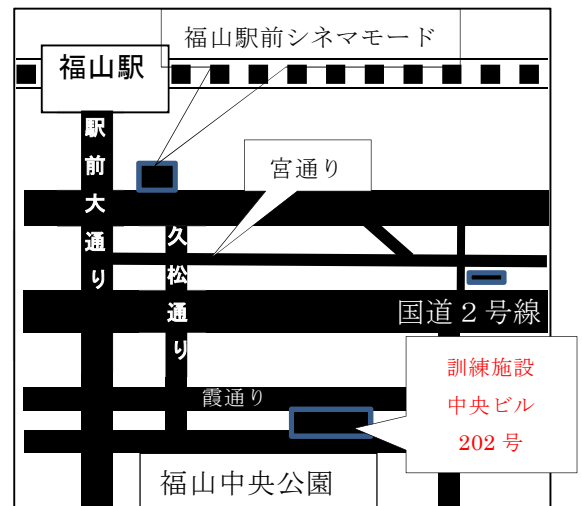 福山駅前シネマモード
福山駅
駅前大通り
宮通り
久松通り
国道２号線
訓練施設
中央ビル
202 号
霞通り
福山中央公園